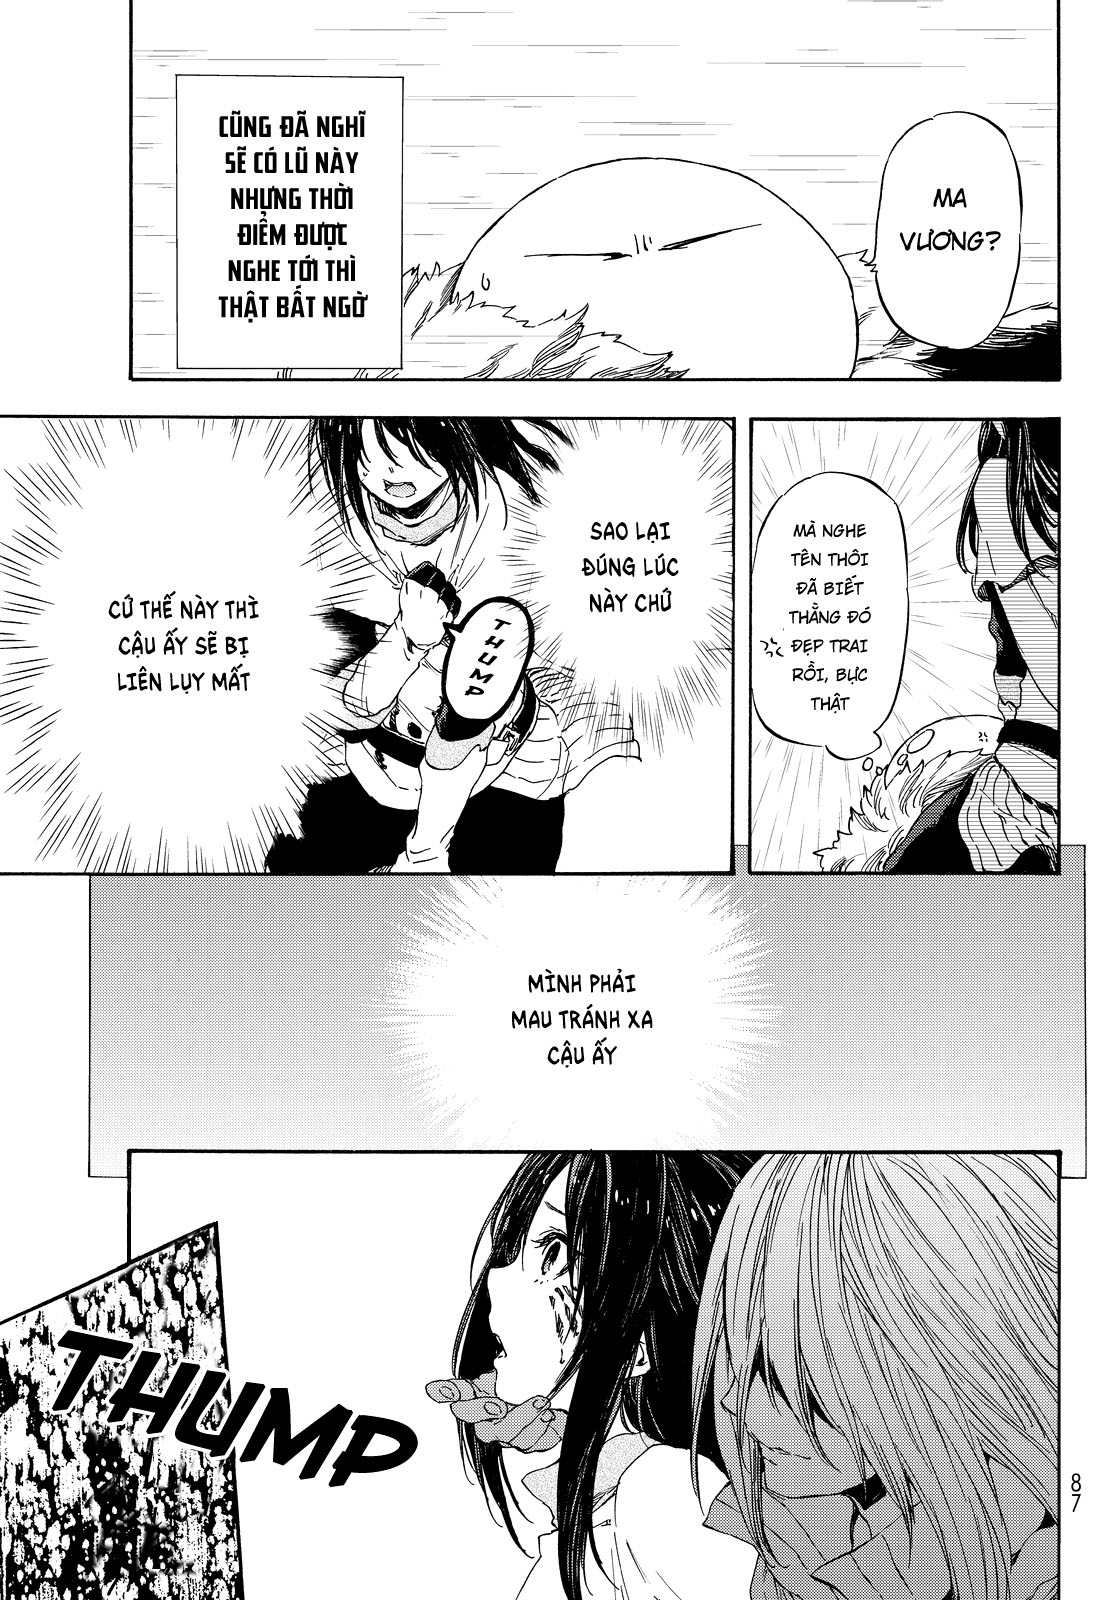 MA
VƯƠNG?
CŨNG ĐÃ NGHĨ
SẼ CÓ LŨ NÀY
NHƯNG THỜI
ĐIỂM ĐƯỢC
NGHE TỚI THÌ
THẬT BẤT NGỜ
MÀ NGHE
TÊN THÔI
ĐÃ BIẾT
THẰNG ĐÓ
ĐẸP TRAI
RỒI, BỰC
THẬT
SAO LẠI
ĐÚNG LÚC
NÀY CHỨ
THUMP
CỨ THẾ NÀY THÌ
CẬU ẤY SẼ BỊ
LIÊN LỤY MẤT
MÌNH PHẢI
MAU TRÁNH XA
CẬU ẤY
THUMP
87